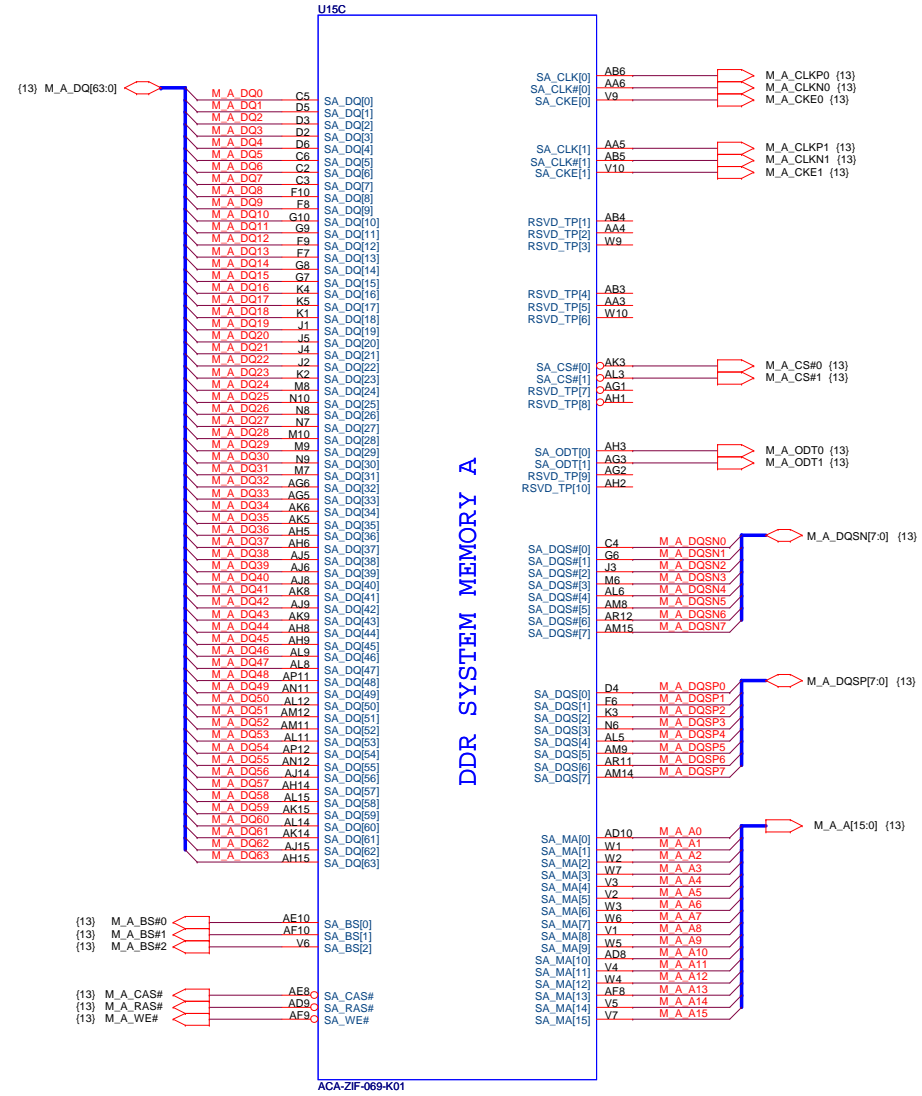 U15C
{13} M_A_DQ[63:0]
M_A_DQ0 C5 SA_DQ[0]
M_A_DQ1 D5 SA_DQ[1]
M_A_DQ2 D3 SA_DQ[2]
M_A_DQ3 D2 SA_DQ[3]
M_A_DQ4 D6 SA_DQ[4]
M_A_DQ5 C6 SA_DQ[5]
M_A_DQ6 C2 SA_DQ[6]
M_A_DQ7 C3 SA_DQ[7]
M_A_DQ8 F10 SA_DQ[8]
M_A_DQ9 F8 SA_DQ[9]
M_A_DQ10 G10 SA_DQ[10]
M_A_DQ11 G9 SA_DQ[11]
M_A_DQ12 F9 SA_DQ[12]
M_A_DQ13 F7 SA_DQ[13]
M_A_DQ14 G8 SA_DQ[14]
M_A_DQ15 G7 SA_DQ[15]
M_A_DQ16 K4 SA_DQ[16]
M_A_DQ17 K5 SA_DQ[17]
M_A_DQ18 K1 SA_DQ[18]
M_A_DQ19 J1 SA_DQ[19]
M_A_DQ20 J5 SA_DQ[20]
M_A_DQ21 J4 SA_DQ[21]
M_A_DQ22 J2 SA_DQ[22]
M_A_DQ23 K2 SA_DQ[23]
M_A_DQ24 M8 SA_DQ[24]
M_A_DQ25 N10 SA_DQ[25]
M_A_DQ26 N8 SA_DQ[26]
M_A_DQ27 N7 SA_DQ[27]
M_A_DQ28 M10 SA_DQ[28]
M_A_DQ29 M9 SA_DQ[29]
M_A_DQ30 N9 SA_DQ[30]
M_A_DQ31 M7 SA_DQ[31]
M_A_DQ32 AG6 SA_DQ[32]
M_A_DQ33 AG5 SA_DQ[33]
M_A_DQ34 AK6 SA_DQ[34]
M_A_DQ35 AK5 SA_DQ[35]
M_A_DQ36 AH5 SA_DQ[36]
M_A_DQ37 AH6 SA_DQ[37]
M_A_DQ38 AJ5 SA_DQ[38]
M_A_DQ39 AJ6 SA_DQ[39]
M_A_DQ40 AJ8 SA_DQ[40]
M_A_DQ41 AK8 SA_DQ[41]
M_A_DQ42 AJ9 SA_DQ[42]
M_A_DQ43 AK9 SA_DQ[43]
M_A_DQ44 AH8 SA_DQ[44]
M_A_DQ45 AH9 SA_DQ[45]
M_A_DQ46 AL9 SA_DQ[46]
M_A_DQ47 AL8 SA_DQ[47]
M_A_DQ48 AP11 SA_DQ[48]
M_A_DQ49 AN11 SA_DQ[49]
M_A_DQ50 AL12 SA_DQ[50]
M_A_DQ51 AM12 SA_DQ[51]
M_A_DQ52 AM11 SA_DQ[52]
M_A_DQ53 AL11 SA_DQ[53]
M_A_DQ54 AP12 SA_DQ[54]
M_A_DQ55 AN12 SA_DQ[55]
M_A_DQ56 AJ14 SA_DQ[56]
M_A_DQ57 AH14 SA_DQ[57]
M_A_DQ58 AL15 SA_DQ[58]
M_A_DQ59 AK15 SA_DQ[59]
M_A_DQ60 AL14 SA_DQ[60]
M_A_DQ61 AK14 SA_DQ[61]
M_A_DQ62 AJ15 SA_DQ[62]
M_A_DQ63 AH15 SA_DQ[63]
{13} M_A_BS#0 AE10 SA_BS[0]
{13} M_A_BS#1 AF10 SA_BS[1]
{13} M_A_BS#2 V6 SA_BS[2]
{13} M_A_CAS# AE8 SA_CAS#
{13} M_A_RAS# AD9 SA_RAS#
{13} M_A_WE# AF9 SA_WE#
DDR SYSTEM MEMORY A
SA_CLK[0] AB6 M_A_CLKP0 {13}
SA_CLK#[0] AA6 M_A_CLKN0 {13}
SA_CKE[0] V9 M_A_CKE0 {13}
SA_CLK[1] AA5 M_A_CLKP1 {13}
SA_CLK#[1] AB5 M_A_CLKN1 {13}
SA_CKE[1] V10 M_A_CKE1 {13}
RSVD_TP[1] AB4
RSVD_TP[2] AA4
RSVD_TP[3] W9
RSVD_TP[4] AB3
RSVD_TP[5] AA3
RSVD_TP[6] W10
SA_CS#[0] AK3 M_A_CS#0 {13}
SA_CS#[1] AL3 M_A_CS#1 {13}
RSVD_TP[7] AG1
RSVD_TP[8] AH1
SA_ODT[0] AH3 M_A_ODT0 {13}
SA_ODT[1] AG3 M_A_ODT1 {13}
RSVD_TP[9] AG2
RSVD_TP[10] AH2
M_A_DQSN[7:0] {13}
SA_DQS#[0] C4 M_A_DQSN0
SA_DQS#[1] G6 M_A_DQSN1
SA_DQS#[2] J3 M_A_DQSN2
SA_DQS#[3] M6 M_A_DQSN3
SA_DQS#[4] AL6 M_A_DQSN4
SA_DQS#[5] AM8 M_A_DQSN5
SA_DQS#[6] AR12 M_A_DQSN6
SA_DQS#[7] AM15 M_A_DQSN7
M_A_DQSP[7:0] {13}
SA_DQS[0] D4 M_A_DQSP0
SA_DQS[1] F6 M_A_DQSP1
SA_DQS[2] K3 M_A_DQSP2
SA_DQS[3] N6 M_A_DQSP3
SA_DQS[4] AL5 M_A_DQSP4
SA_DQS[5] AM9 M_A_DQSP5
SA_DQS[6] AR11 M_A_DQSP6
SA_DQS[7] AM14 M_A_DQSP7
M_A_A[15:0] {13}
SA_MA[0] AD10 M_A_A0
SA_MA[1] W1 M_A_A1
SA_MA[2] W2 M_A_A2
SA_MA[3] W7 M_A_A3
SA_MA[4] V3 M_A_A4
SA_MA[5] V2 M_A_A5
SA_MA[6] W3 M_A_A6
SA_MA[7] W6 M_A_A7
SA_MA[8] V1 M_A_A8
SA_MA[9] W5 M_A_A9
SA_MA[10] AD8 M_A_A10
SA_MA[11] V4 M_A_A11
SA_MA[12] W4 M_A_A12
SA_MA[13] AF8 M_A_A13
SA_MA[14] V5 M_A_A14
SA_MA[15] V7 M_A_A15
ACA-ZIF-069-K01